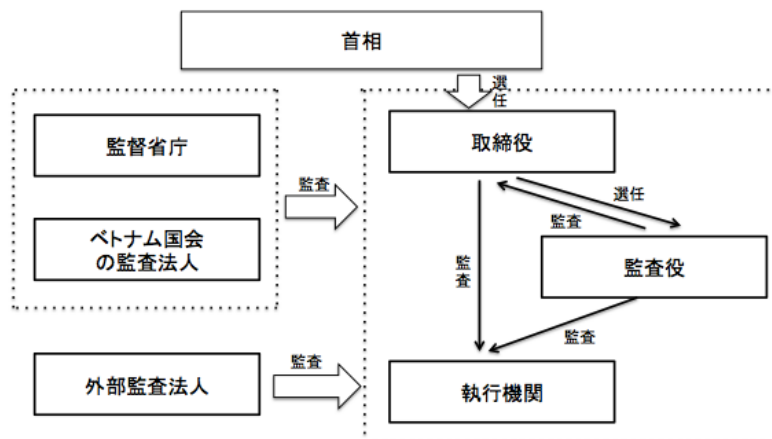 首相
選
任
監督省庁
取締役
監査
選任
監査
ベトナム国会
の監査法人
監
査
監査役
監査
外部監査法人
監査
執行機関